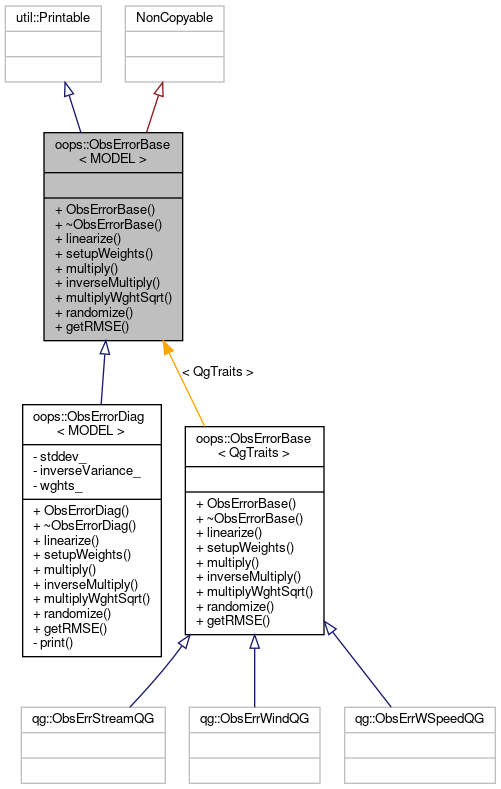 util::Printable
NonCopyable
oops::ObsErrorBase
< MODEL >
+ ObsErrorBase()
+ ~ObsErrorBase()
+ linearize()
+ setupWeights()
+ multiply()
+ inverseMultiply()
+ multiplyWghtSqrt()
+ randomize()
+ getRMSE()
< QgTraits >
oops::ObsErrorDiag
< MODEL >
- stddev_
- inverseVariance_
- wghts_
+ ObsErrorDiag()
+ ~ObsErrorDiag()
+ linearize()
+ setupWeights()
+ multiply()
+ inverseMultiply()
+ multiplyWghtSqrt()
+ randomize()
+ getRMSE()
- print()
oops::ObsErrorBase
< QgTraits >
+ ObsErrorBase()
+ ~ObsErrorBase()
+ linearize()
+ setupWeights()
+ multiply()
+ inverseMultiply()
+ multiplyWghtSqrt()
+ randomize()
+ getRMSE()
qg::ObsErrStreamQG
qg::ObsErrWindQG
qg::ObsErrWSpeedQG